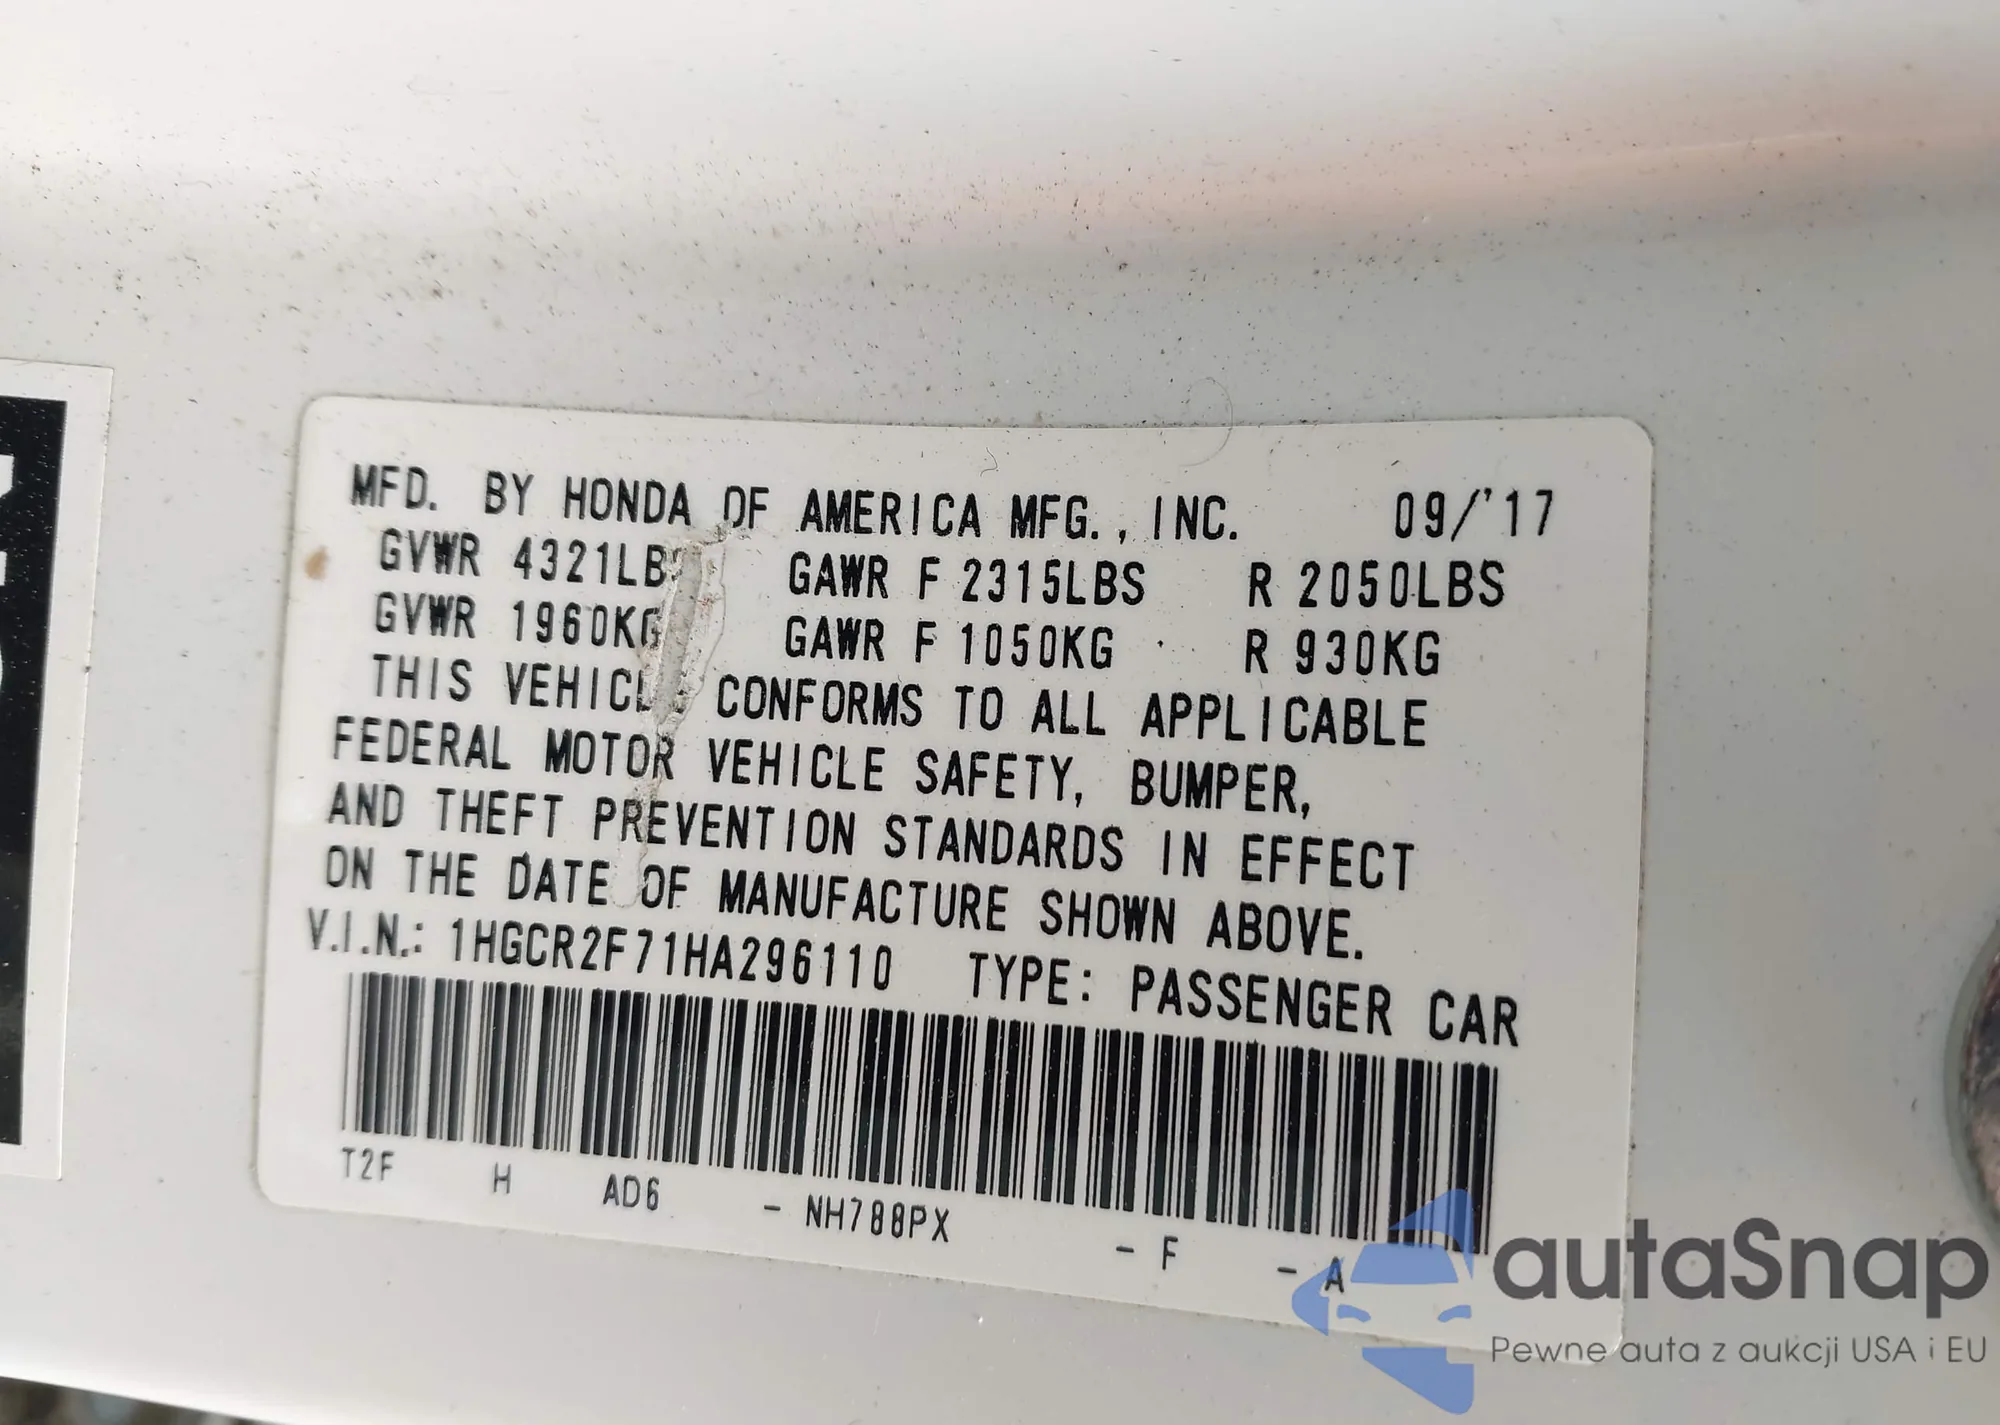 MFD. BY HONDA OF AMERICA MFG., INC. 09/'17
GVWR 4321LBS GAWR F 2315LBS R 2050LBS
GVWR 1960KG GAWR F 1050KG R 930KG
THIS VEHICLE CONFORMS TO ALL APPLICABLE
FEDERAL MOTOR VEHICLE SAFETY, BUMPER,
AND THEFT PREVENTION STANDARDS IN EFFECT
ON THE DATE OF MANUFACTURE SHOWN ABOVE.
V.I.N.: 1HGCR2F71HA296110 TYPE: PASSENGER CAR
T2F H AD6 - NH788PX - F - A
autaSnap
Pewne auta z aukcji USA i EU